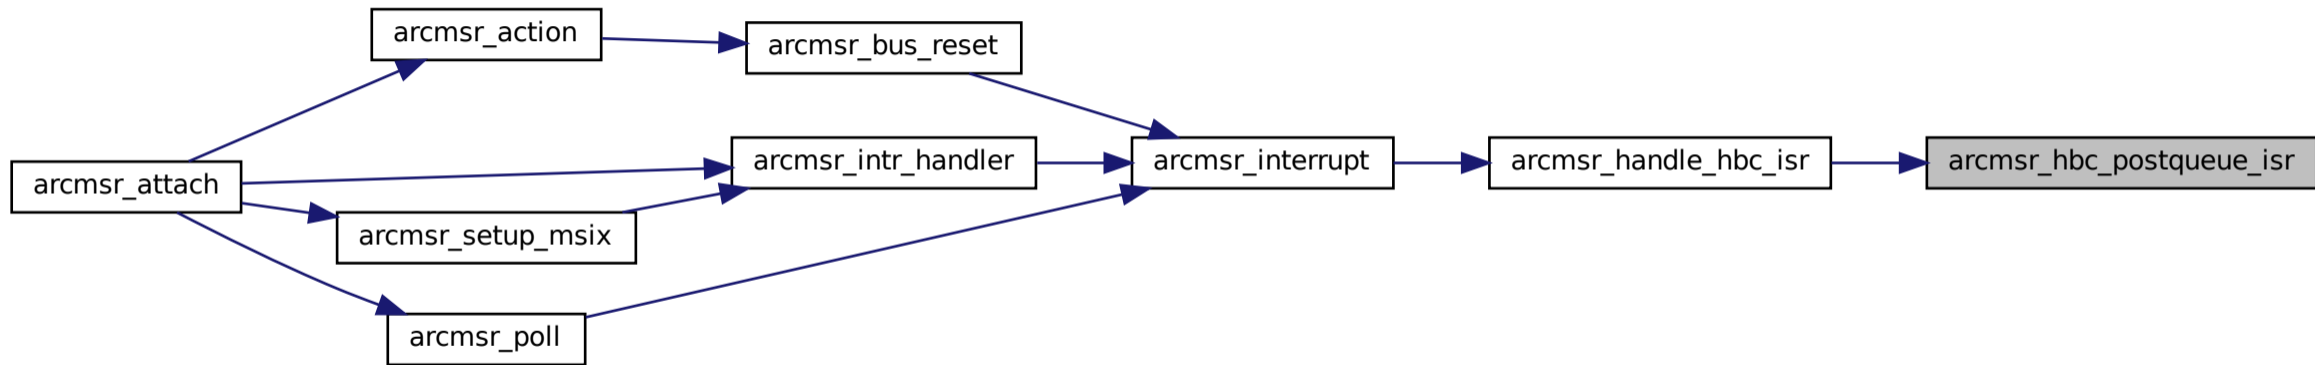 arcmsr_action
arcmsr_bus_reset
arcmsr_attach
arcmsr_intr_handler
arcmsr_interrupt
arcmsr_handle_hbc_isr
arcmsr_hbc_postqueue_isr
arcmsr_setup_msix
arcmsr_poll